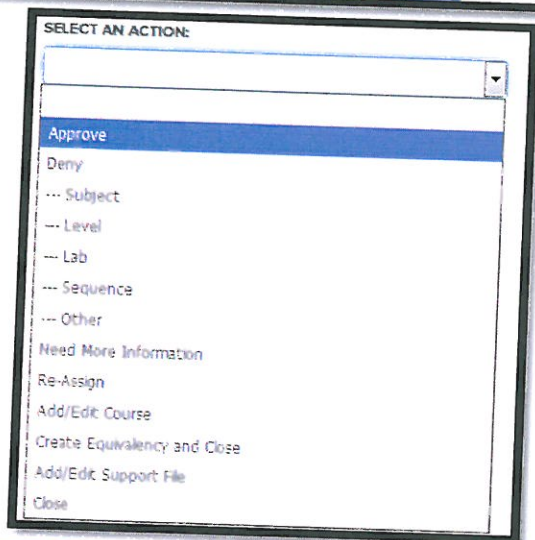 SELECT AN ACTION:
Approve
Deny
--- Subject
--- Level
--- Lab
--- Sequence
--- Other
Need More Information
Re-Assign
Add/Edit Course
Create Equivalency and Close
Add/Edit Support File
Close